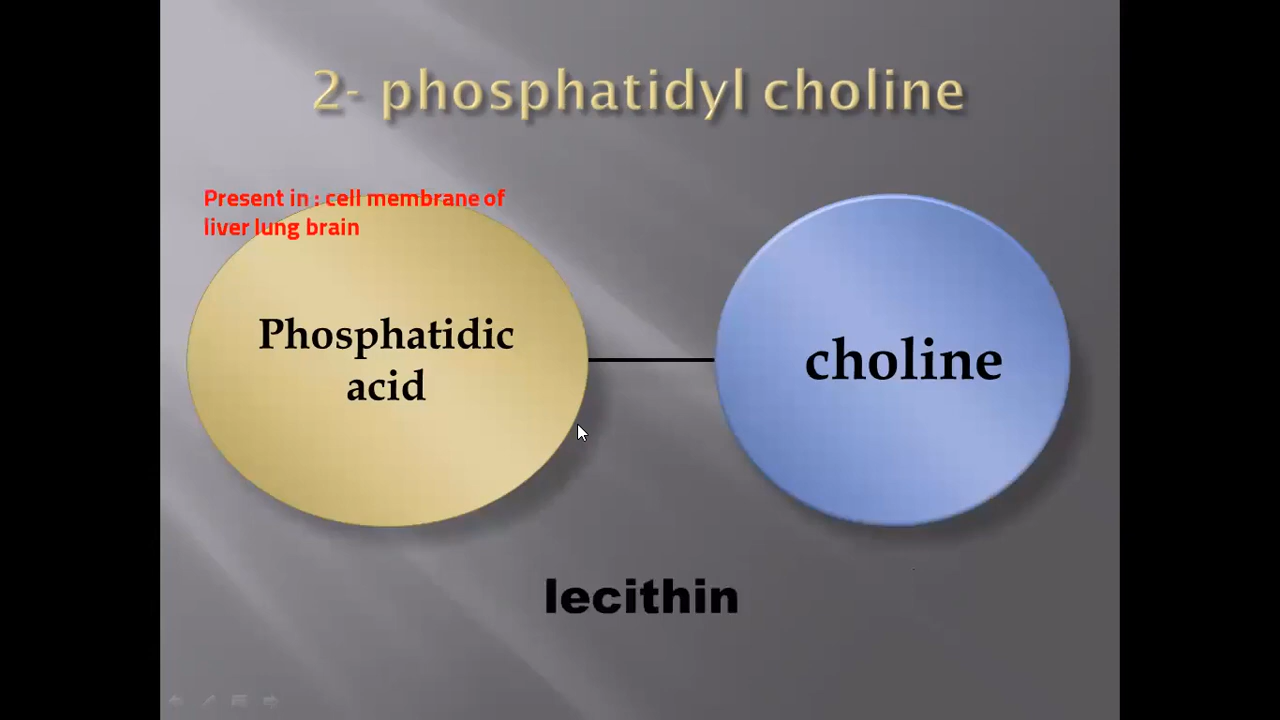 2- phosphatidyl choline
Present in : cell membrane of
liver lung brain
Phosphatidic
acid
choline
lecithin